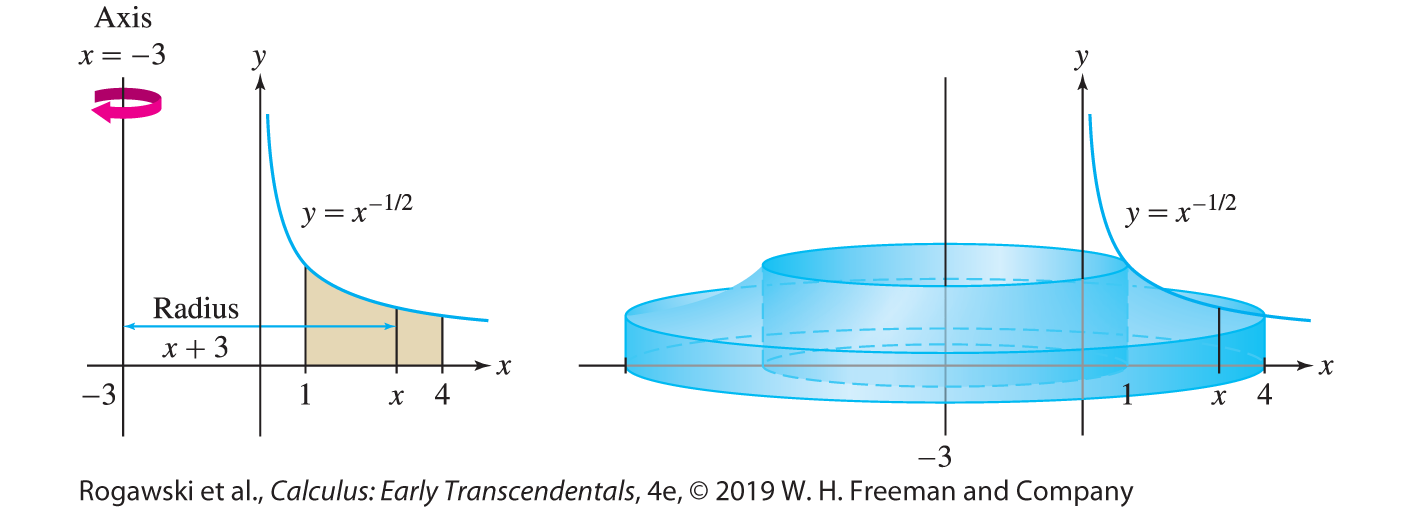 Axis
x = −3
y
y = x^−1/2
Radius
x + 3
x
−3
1
x
4
y
y = x^−1/2
x
1
x
4
−3
Rogawski et al., Calculus: Early Transcendentals, 4e, © 2019 W. H. Freeman and Company